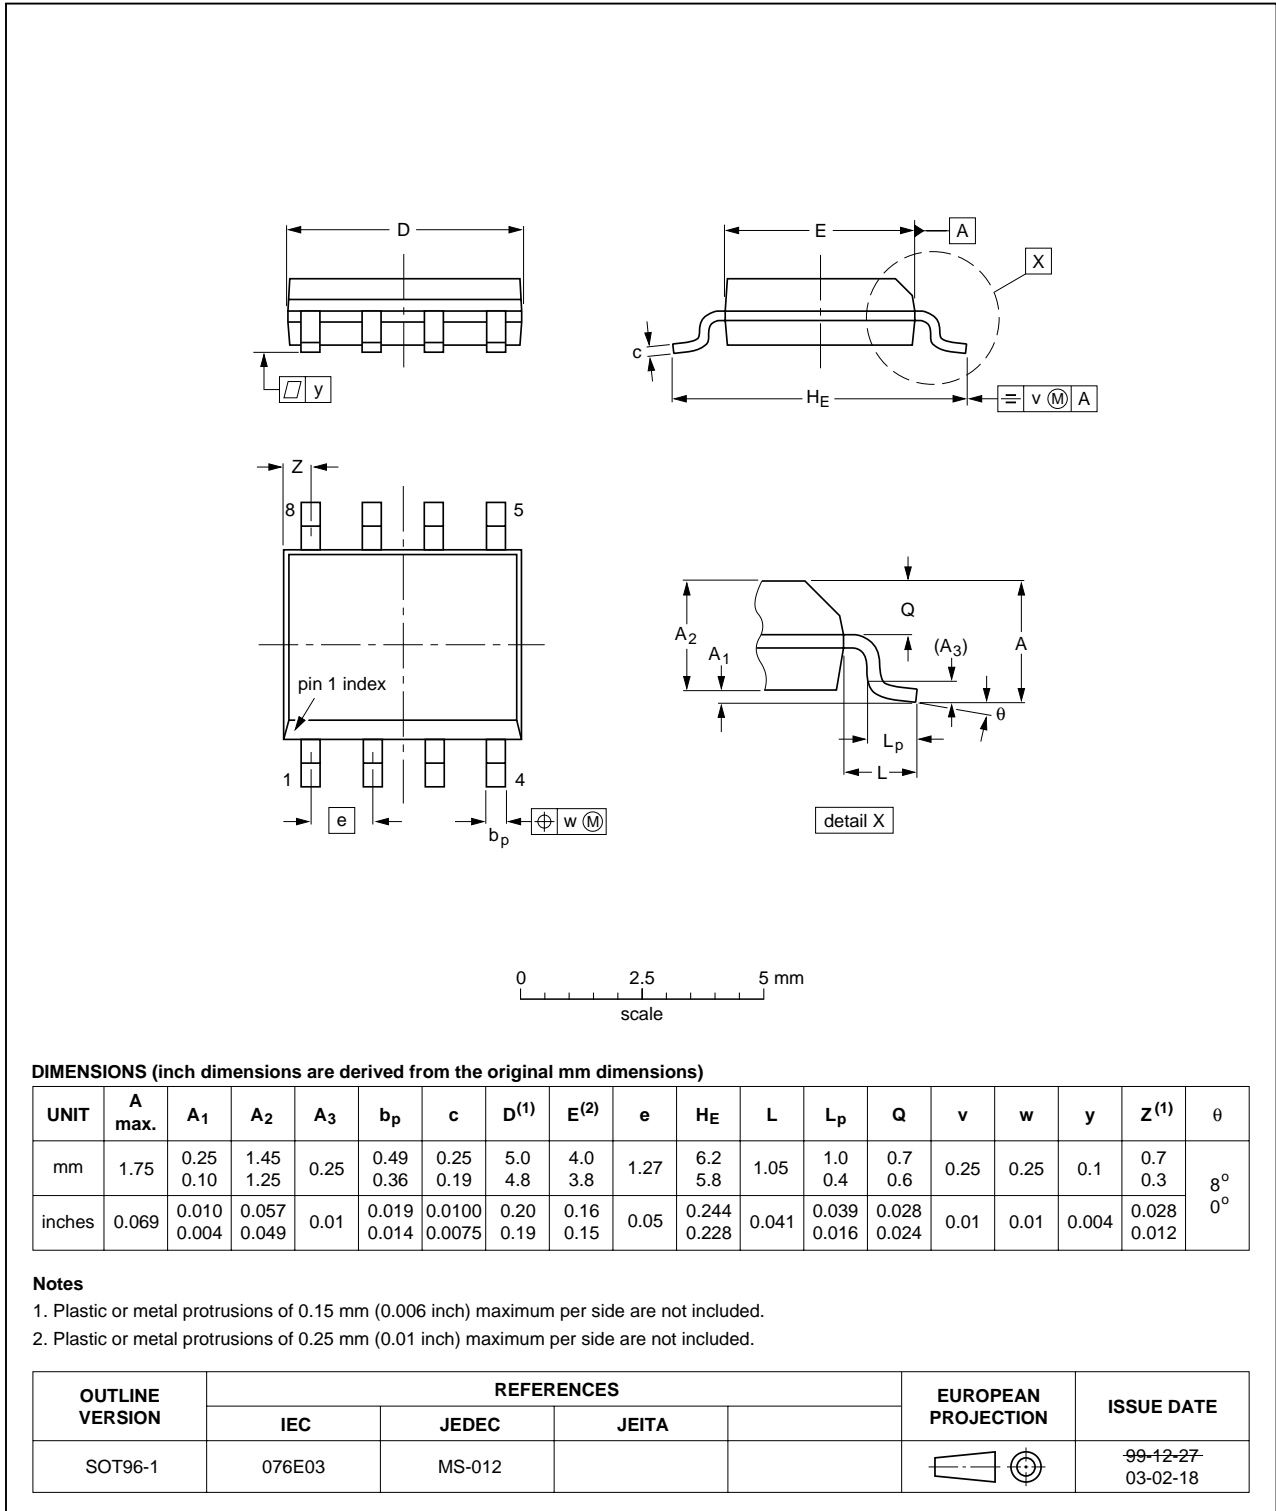 D
E
A
X
c
y
HE
v M A
Z
8
5
pin 1 index
1
4
e
bp
w M
A2
A1
Q
(A3)
A
θ
Lp
L
detail X
0 2.5 5 mm
scale
DIMENSIONS (inch dimensions are derived from the original mm dimensions)
UNIT A max. A1 A2 A3 bp c D(1) E(2) e HE L Lp Q v w y Z(1) θ
mm 1.75 0.25 0.10 1.45 1.25 0.25 0.49 0.36 0.25 0.19 5.0 4.8 4.0 3.8 1.27 6.2 5.8 1.05 1.0 0.4 0.7 0.6 0.25 0.25 0.1 0.7 0.3 8o 0o
inches 0.069 0.010 0.004 0.057 0.049 0.01 0.019 0.014 0.0100 0.0075 0.20 0.19 0.16 0.15 0.05 0.244 0.228 0.041 0.039 0.016 0.028 0.024 0.01 0.01 0.004 0.028 0.012
Notes
1. Plastic or metal protrusions of 0.15 mm (0.006 inch) maximum per side are not included.
2. Plastic or metal protrusions of 0.25 mm (0.01 inch) maximum per side are not included.
OUTLINE VERSION REFERENCES EUROPEAN PROJECTION ISSUE DATE
IEC JEDEC JEITA
SOT96-1 076E03 MS-012 99-12-27
03-02-18